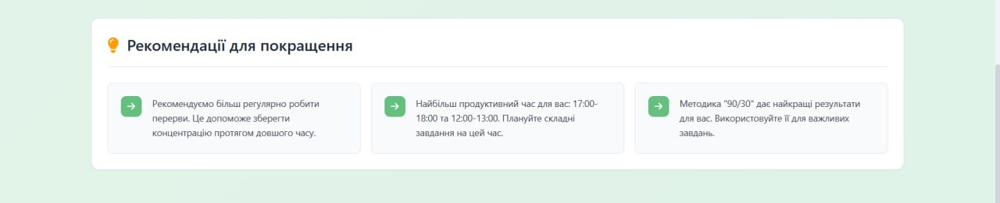 Рекомендації для покращення
Рекомендуємо більш регулярно робити
перерви. Це допоможе зберегти
концентрацію протягом довшого часу.
Найбільш продуктивний час для вас: 17:00-
18:00 та 12:00-13:00. Плануйте складні
завдання на цей час.
Методика "90/30" дає найкращі результати
для вас. Використовуйте її для важливих
завдань.